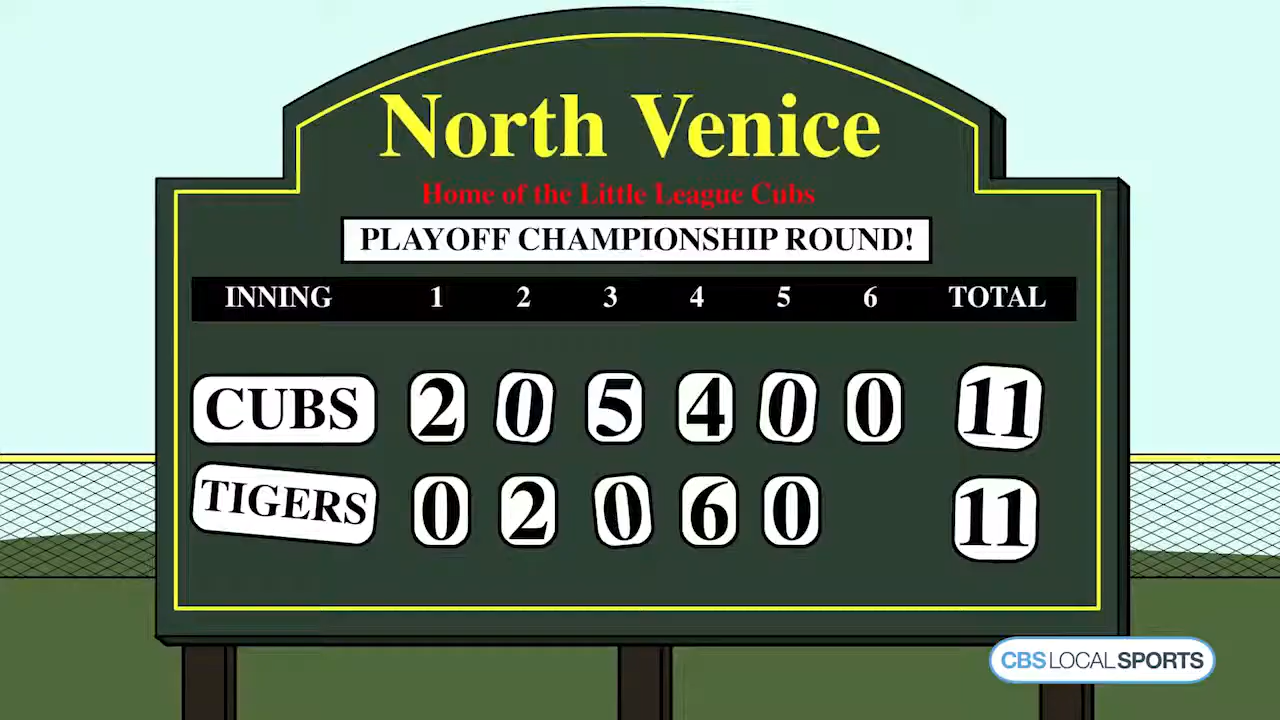 North Venice
Home of the Little League Cubs
PLAYOFF CHAMPIONSHIP ROUND!
INNING 1 2 3 4 5 6 TOTAL
CUBS 2 0 5 4 0 0 11
TIGERS 0 2 0 6 0 11
CBS LOCAL SPORTS